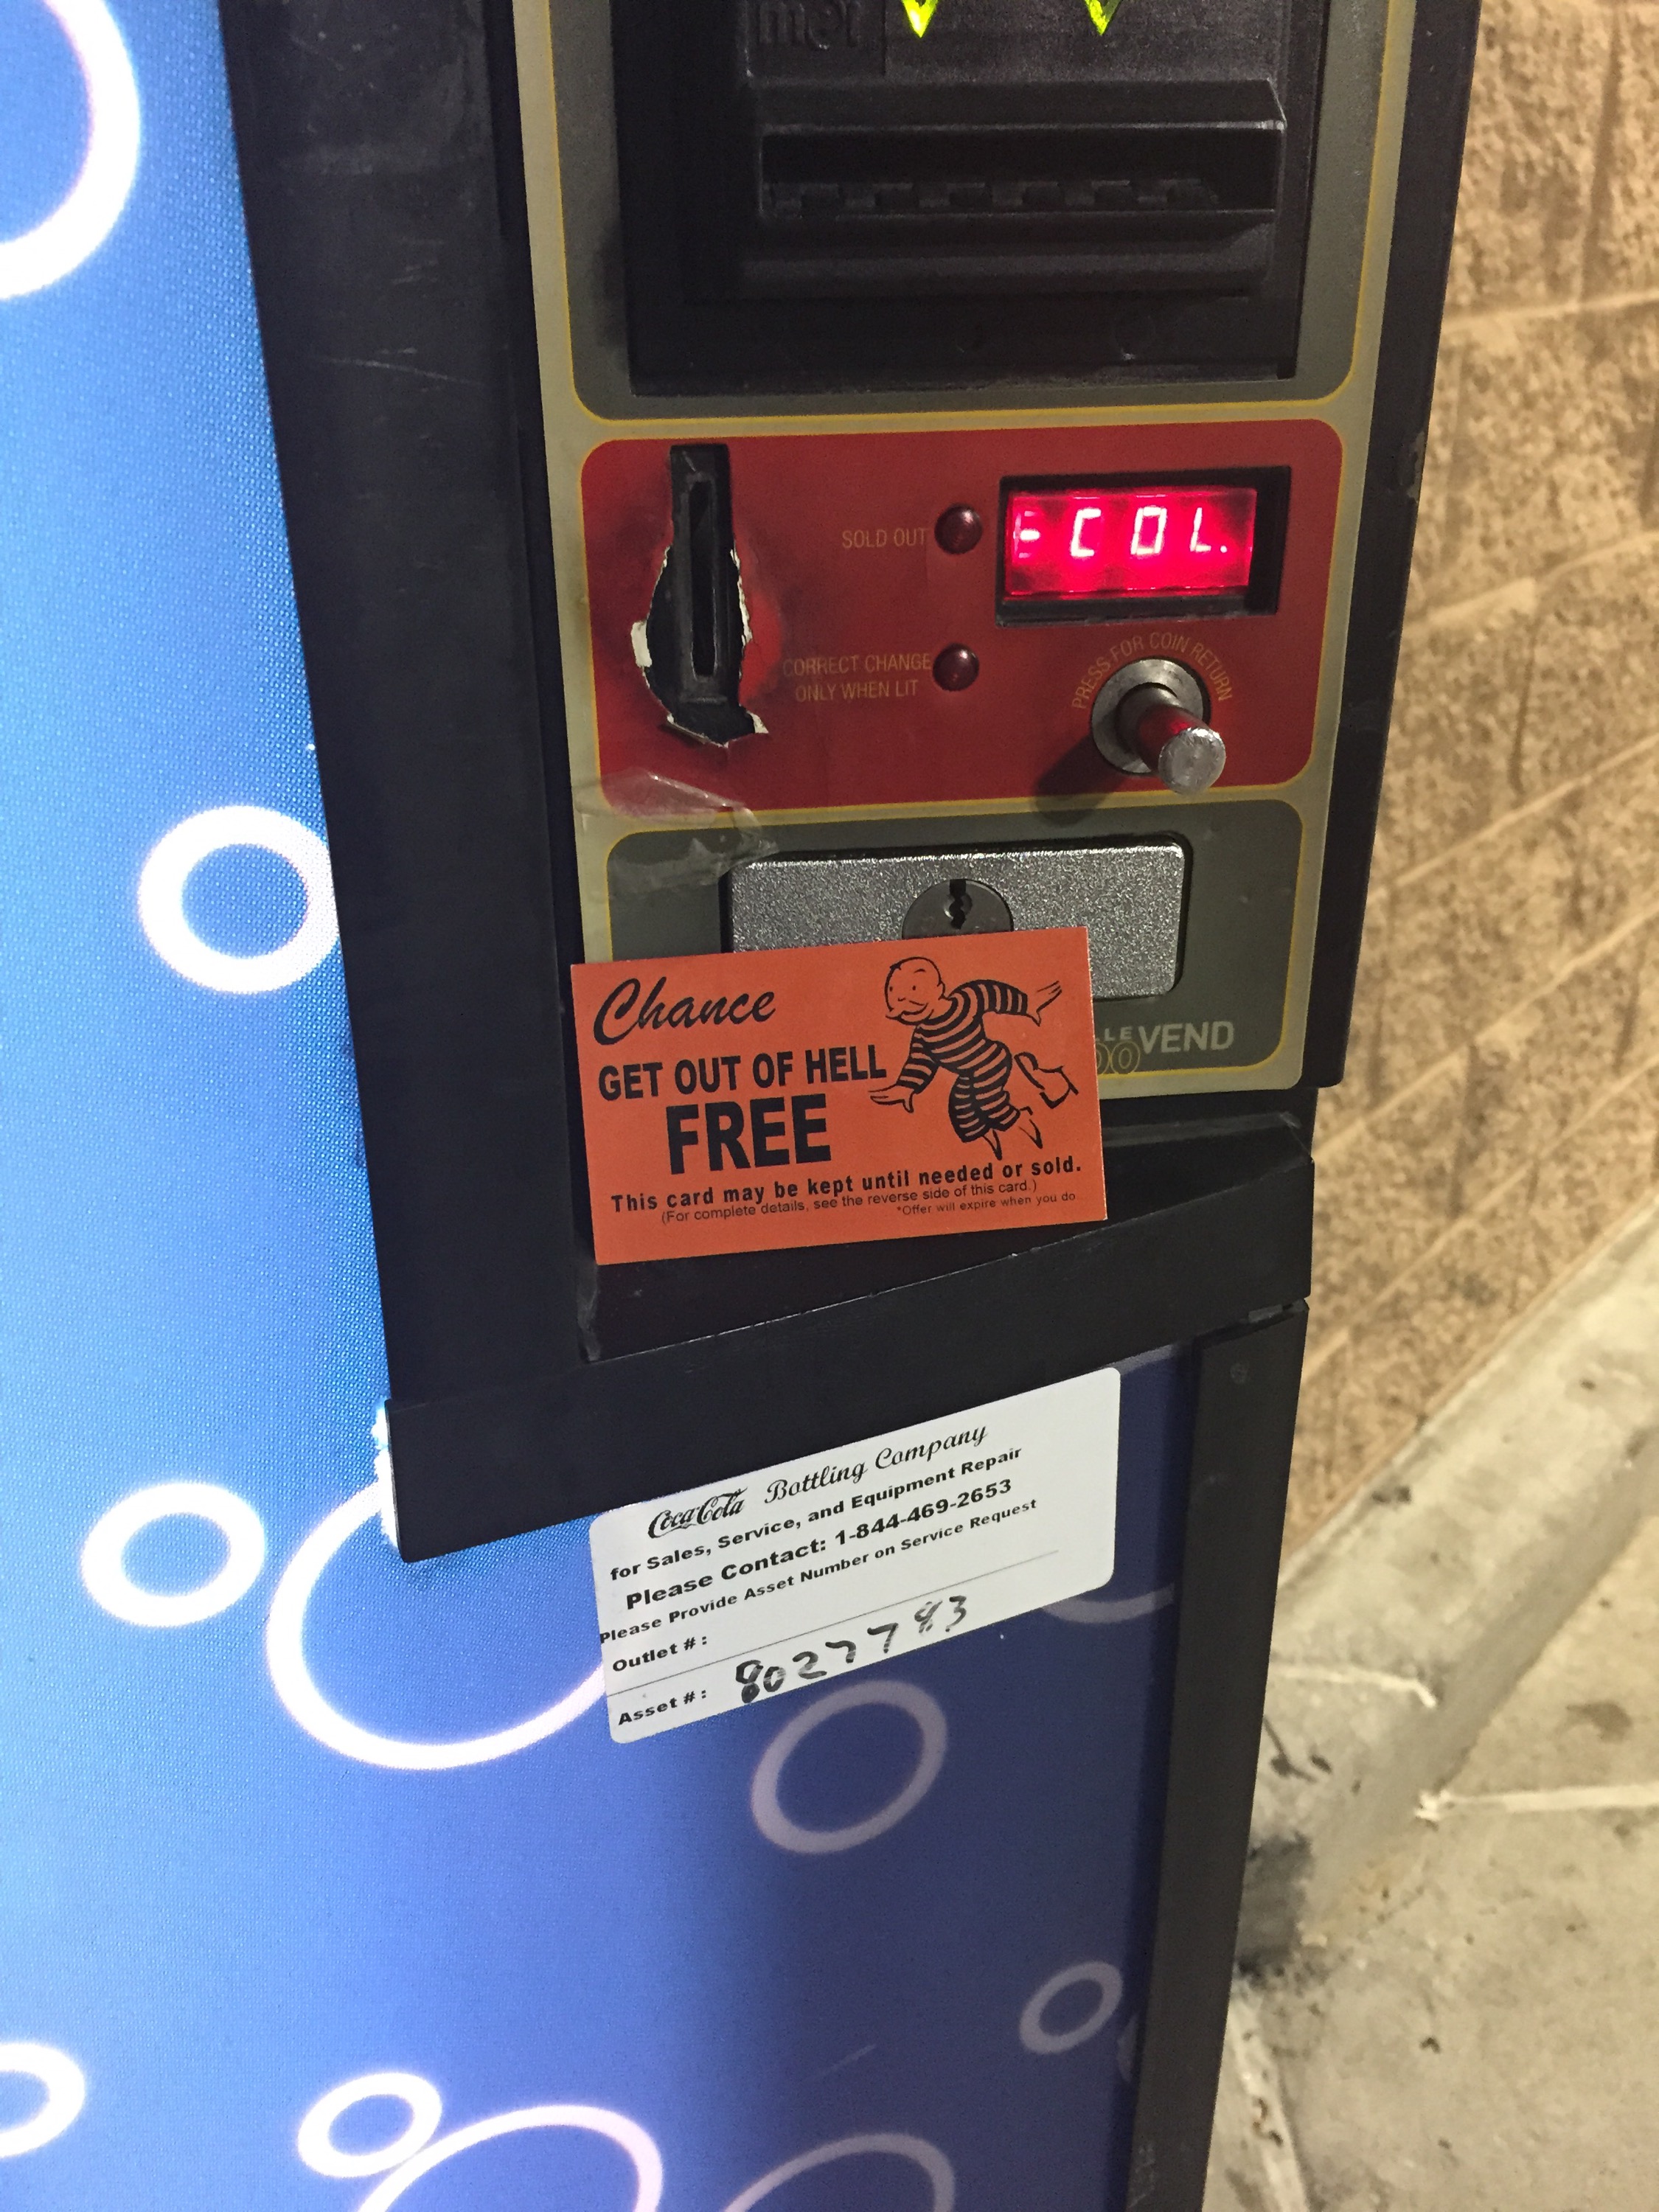 mei
SOLD OUT
- COL.
CORRECT CHANGE
ONLY WHEN LIT
PRESS FOR COIN RETURN
VEND
Chance
GET OUT OF HELL
FREE
This card may be kept until needed or sold.
(For complete details, see the reverse side of this card.)
*Offer will expire when you do
Coca-Cola Bottling Company
for Sales, Service, and Equipment Repair
Please Contact: 1-844-469-2653
Please Provide Asset Number on Service Request
Outlet #:
Asset #: 80277